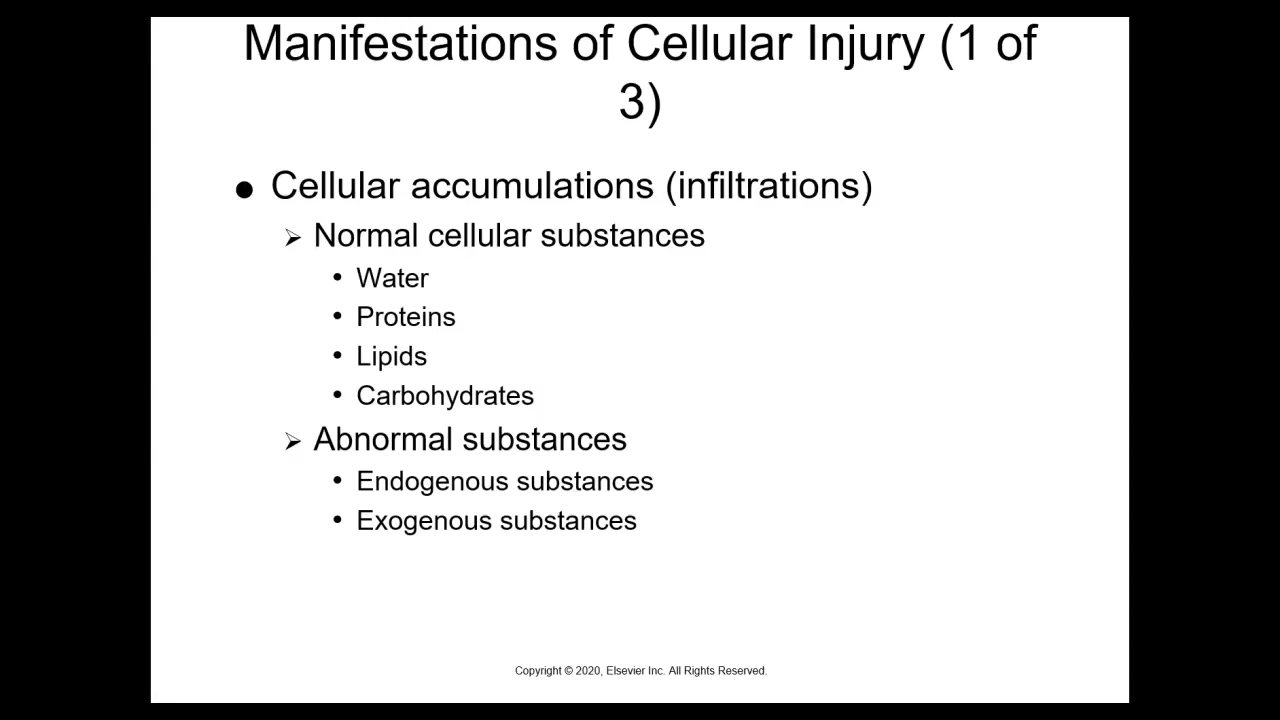 Manifestations of Cellular Injury (1 of
3)
● Cellular accumulations (infiltrations)
➢ Normal cellular substances
• Water
• Proteins
• Lipids
• Carbohydrates
➢ Abnormal substances
• Endogenous substances
• Exogenous substances
Copyright © 2020, Elsevier Inc. All Rights Reserved.